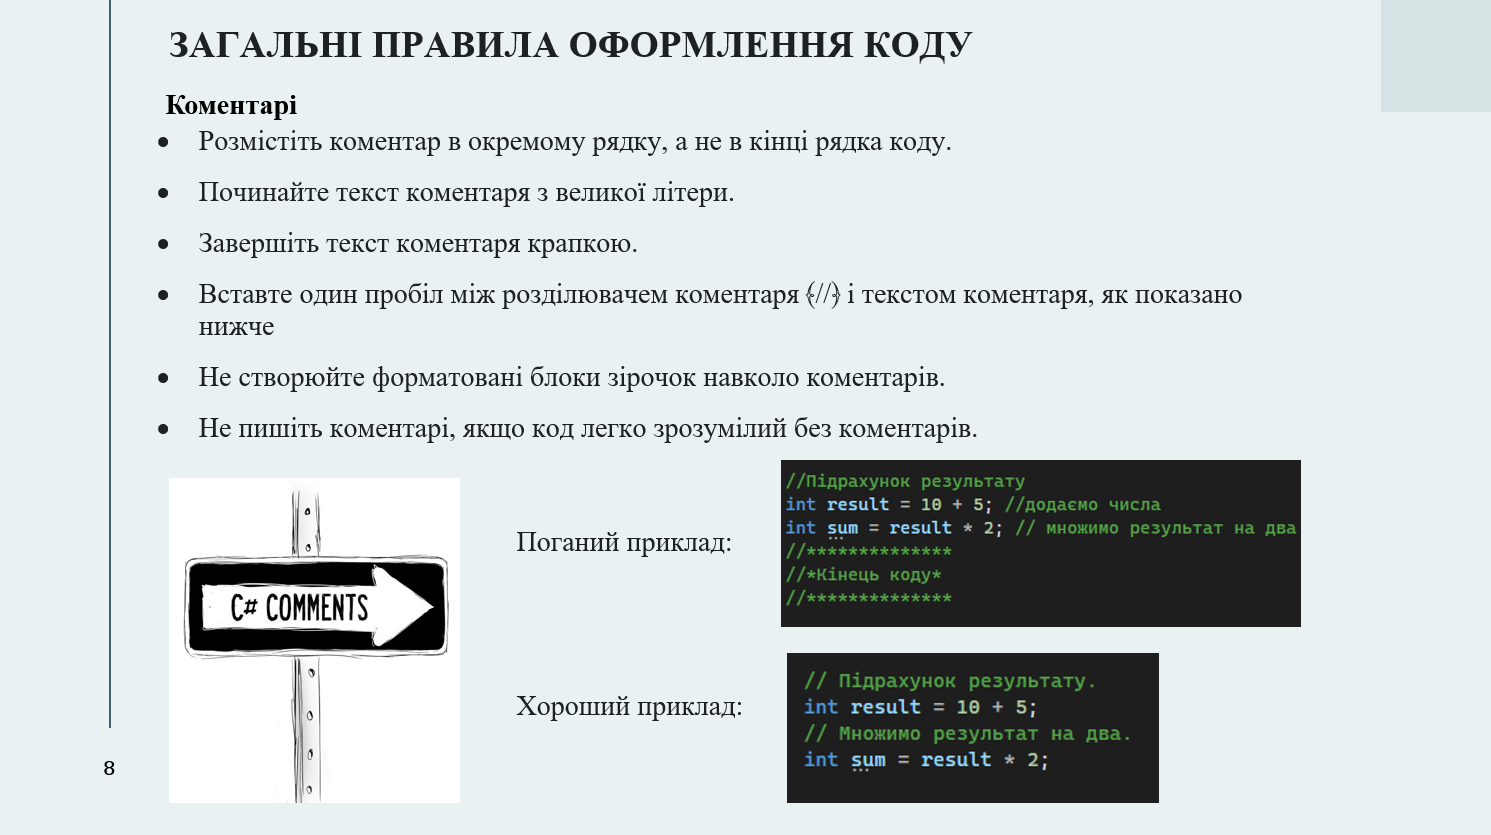 ЗАГАЛЬНІ ПРАВИЛА ОФОРМЛЕННЯ КОДУ
Коментарі
• Розмістіть коментар в окремому рядку, а не в кінці рядка коду.
• Починайте текст коментаря з великої літери.
• Завершіть текст коментаря крапкою.
• Вставте один пробіл між розділювачем коментаря (//) і текстом коментаря, як показано
нижче
• Не створюйте форматовані блоки зірочок навколо коментарів.
• Не пишіть коментарі, якщо код легко зрозумілий без коментарів.
C# COMMENTS
Поганий приклад:
//Підрахунок результату
int result = 10 + 5; //додаємо числа
int sum = result * 2; // множимо результат на два
//**************
//*Кінець коду*
//**************
Хороший приклад:
// Підрахунок результату.
int result = 10 + 5;
// Множимо результат на два.
int sum = result * 2;
8